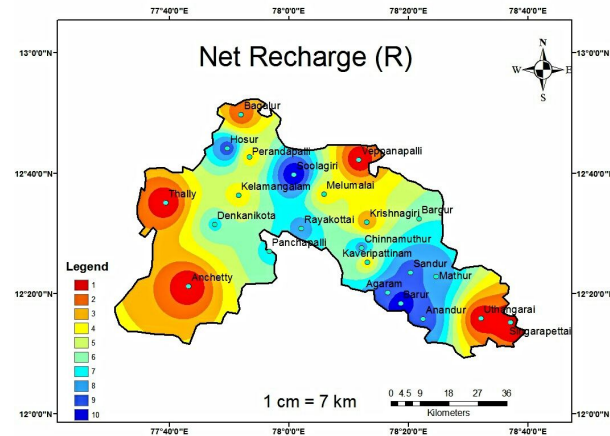 77°40'0"E 78°0'0"E 78°20'0"E 78°40'0"E
13°0'0"N 13°0'0"N
Net Recharge (R)
N
W E
S
Bagalur
Hosur
Perandapalli
Veppanapalli
Soolagiri
12°40'0"N 12°40'0"N
Thally
Kelamangalam
Melumalai
Denkanikota
Rayakottai
Krishnagiri
Bargur
Panchapalli
Chinnamuthur
Kaveripattinam
Legend
1
2
3
4
5
6
7
8
9
10
Anchetty
Sandur
Mathur
Agaram
Barur
Anandur
Uthangarai
Singarapettai
12°20'0"N 12°20'0"N
1 cm = 7 km
0 4.5 9 18 27 36
Kilometers
12°0'0"N 12°0'0"N
77°40'0"E 78°0'0"E 78°20'0"E 78°40'0"E